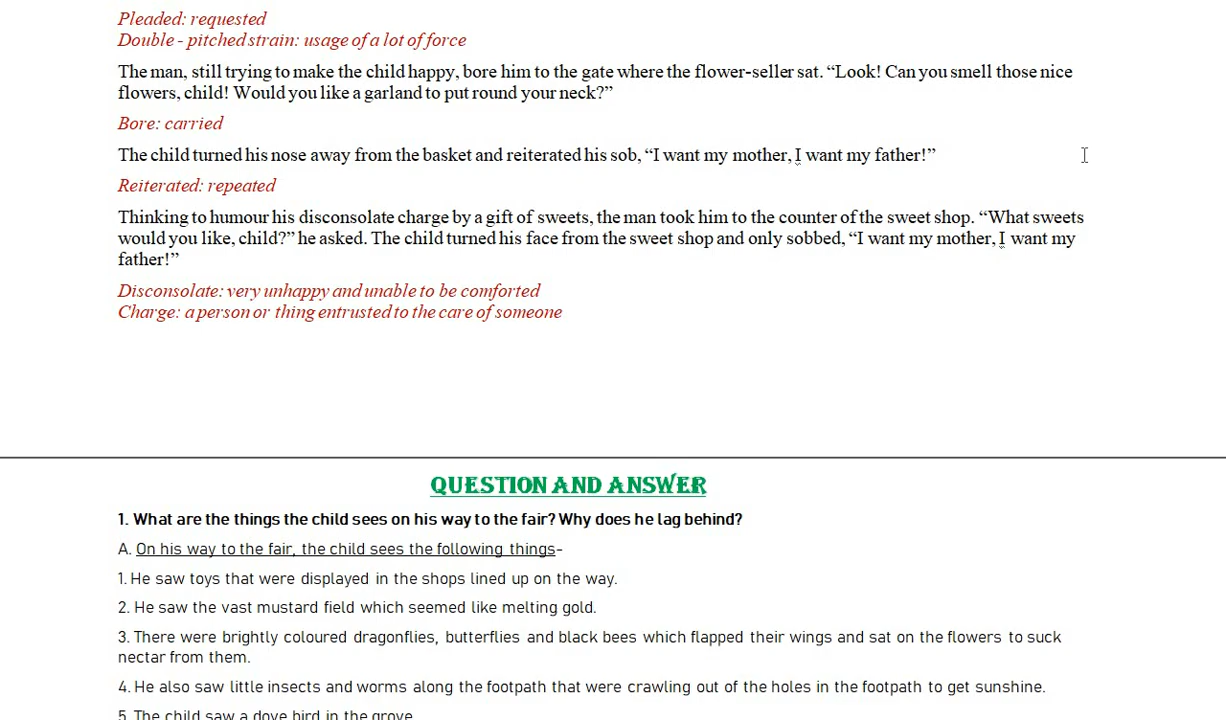 Pleaded: requested
Double - pitched strain: usage of a lot of force
The man, still trying to make the child happy, bore him to the gate where the flower-seller sat. “Look! Can you smell those nice
flowers, child! Would you like a garland to put round your neck?”
Bore: carried
The child turned his nose away from the basket and reiterated his sob, “I want my mother, I want my father!”
Reiterated: repeated
Thinking to humour his disconsolate charge by a gift of sweets, the man took him to the counter of the sweet shop. “What sweets
would you like, child?” he asked. The child turned his face from the sweet shop and only sobbed, “I want my mother, I want my
father!”
Disconsolate: very unhappy and unable to be comforted
Charge: a person or thing entrusted to the care of someone
QUESTION AND ANSWER
1. What are the things the child sees on his way to the fair? Why does he lag behind?
A. On his way to the fair, the child sees the following things-
1. He saw toys that were displayed in the shops lined up on the way.
2. He saw the vast mustard field which seemed like melting gold.
3. There were brightly coloured dragonflies, butterflies and black bees which flapped their wings and sat on the flowers to suck
nectar from them.
4. He also saw little insects and worms along the footpath that were crawling out of the holes in the footpath to get sunshine.
5. The child saw a dove bird in the grove.